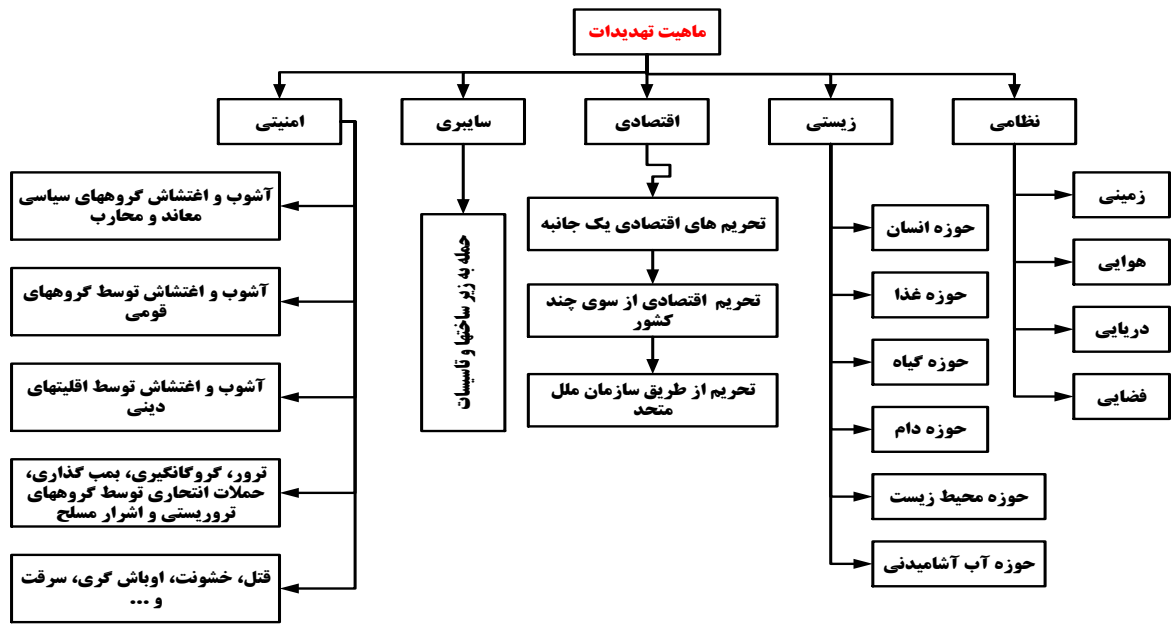 ماهیت تهدیدات
نظامی
زیستی
اقتصادی
سایبری
امنیتی
زمینی
هوایی
دریایی
فضایی
حوزه انسان
حوزه غذا
حوزه گیاه
حوزه دام
حوزه محیط زیست
حوزه آب آشامیدنی
تحریم های اقتصادی یک جانبه
تحریم اقتصادی از سوی چند
کشور
تحریم از طریق سازمان ملل
متحد
حمله به زیر ساختها و تاسیسات
آشوب و اغتشاش گروههای سیاسی
معاند و محارب
آشوب و اغتشاش توسط گروههای
قومی
آشوب و اغتشاش توسط اقلیتهای
دینی
ترور، گروگانگیری، بمب گذاری،
حملات انتحاری توسط گروههای
تروریستی و اشرار مسلح
قتل، خشونت، اوباش گری، سرقت
و ...